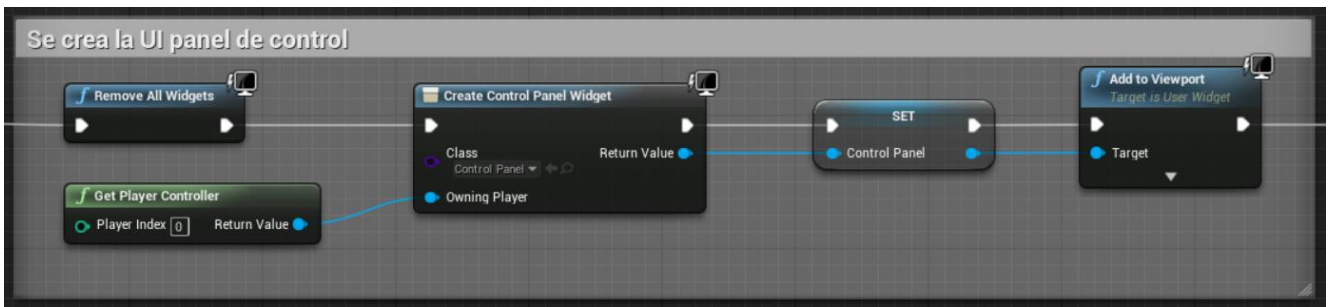 Se crea la UI panel de control
f Remove All Widgets
Create Control Panel Widget
Class
Control Panel
Return Value
Owning Player
SET
Control Panel
f Add to Viewport
Target is User Widget
Target
f Get Player Controller
Player Index 0 Return Value